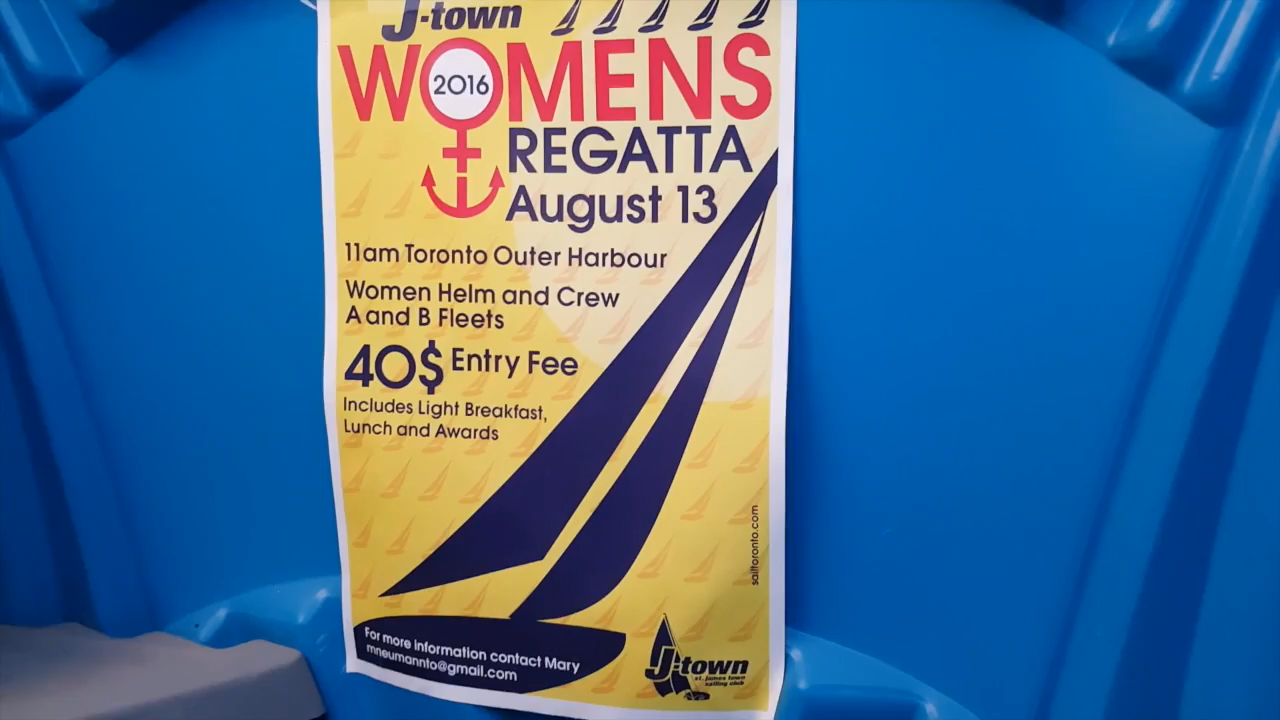 J-town
WOMENS
2016
REGATTA
August 13
11am Toronto Outer Harbour
Women Helm and Crew
A and B Fleets
40$ Entry Fee
Includes Light Breakfast,
Lunch and Awards
sailtoronto.com
For more information contact Mary
mneumannto@gmail.com
J-town
st. james town
sailing club